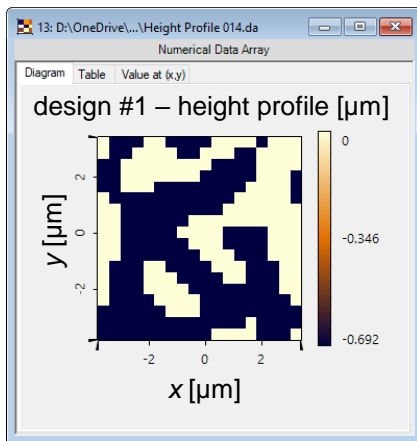 13: D:\OneDrive\...\Height Profile 014.da
Numerical Data Array
Diagram Table Value at (x,y)
design #1 – height profile [µm]
0
-0.346
-0.692
y [µm]
2
0
-2
-2 0 2
x [µm]